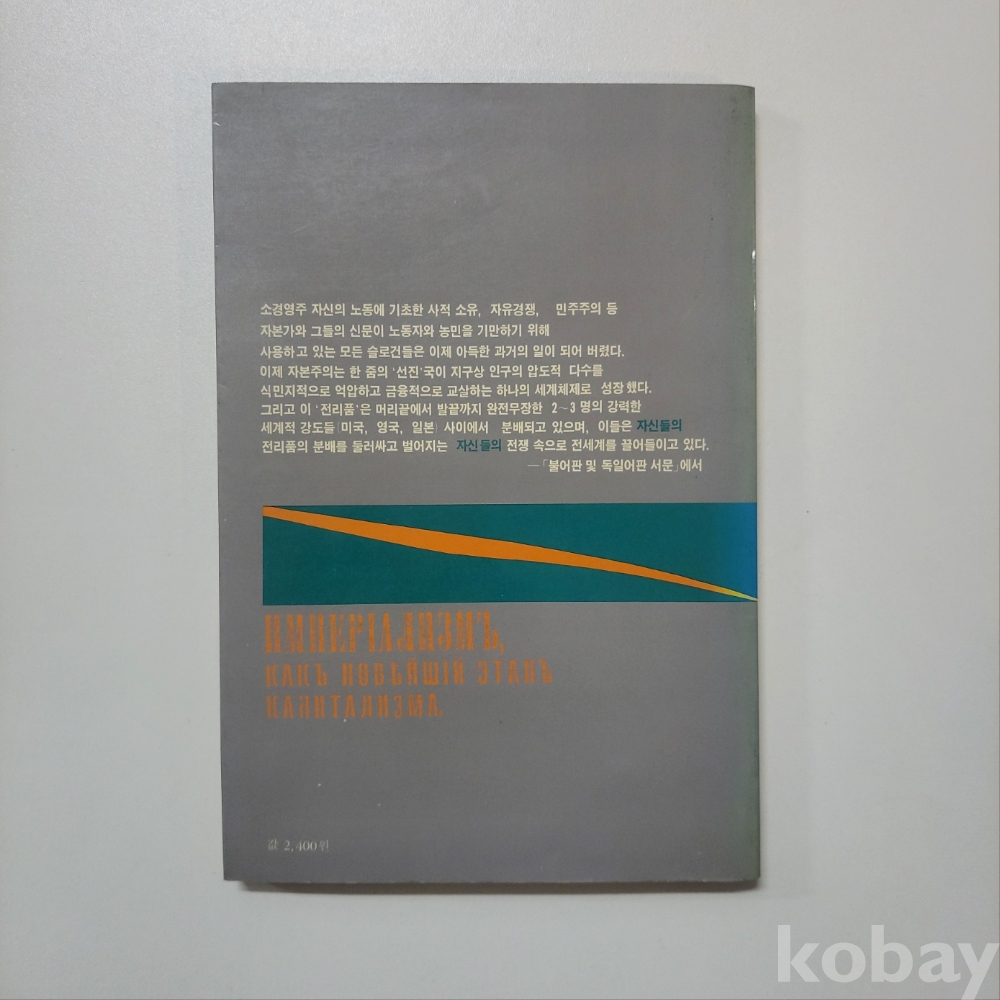 소경영주 자신의 노동에 기초한 사적 소유, 자유경쟁, 민주주의 등
자본가와 그들의 신문이 노동자와 농민을 기만하기 위해
사용하고 있는 모든 슬로건들은 이제 아득한 과거의 일이 되어 버렸다.
이제 자본주의는 한 줌의 '선진'국이 지구상 인구의 압도적 다수를
식민지적으로 억압하고 금융적으로 교살하는 하나의 세계체제로 성장했다.
그리고 이 '전리품'은 머리끝에서 발끝까지 완전무장한 2~3 명의 강력한
세계적 강도들(미국, 영국, 일본) 사이에서 분배되고 있으며, 이들은 자신들의
전리품의 분배를 둘러싸고 벌어지는 자신들의 전쟁 속으로 전세계를 끌어들이고 있다.
—「불어판 및 독일어판 서문」에서
ИМПЕРІАЛИЗМЪ,
КАКЪ НОВѢЙШІЙ ЭТАПЪ
КАПИТАЛИЗМА.
값 2,400원
kobay